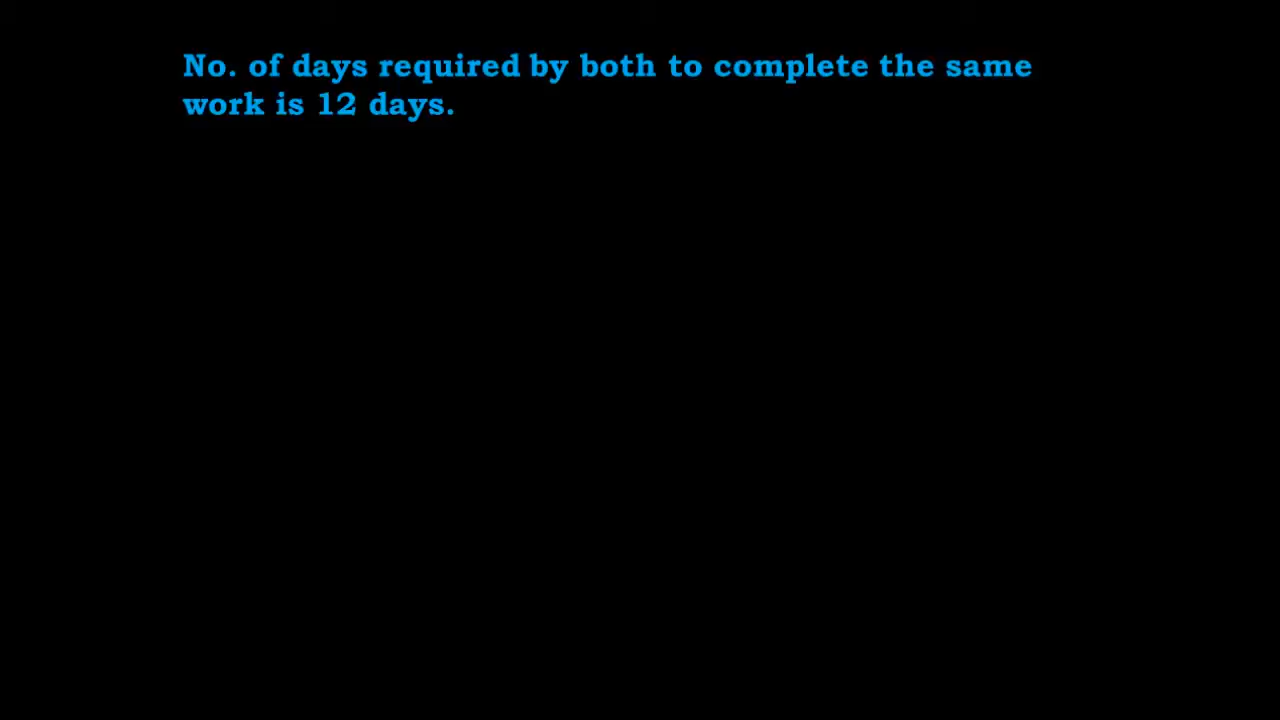 No. of days required by both to complete the same
work is 12 days.